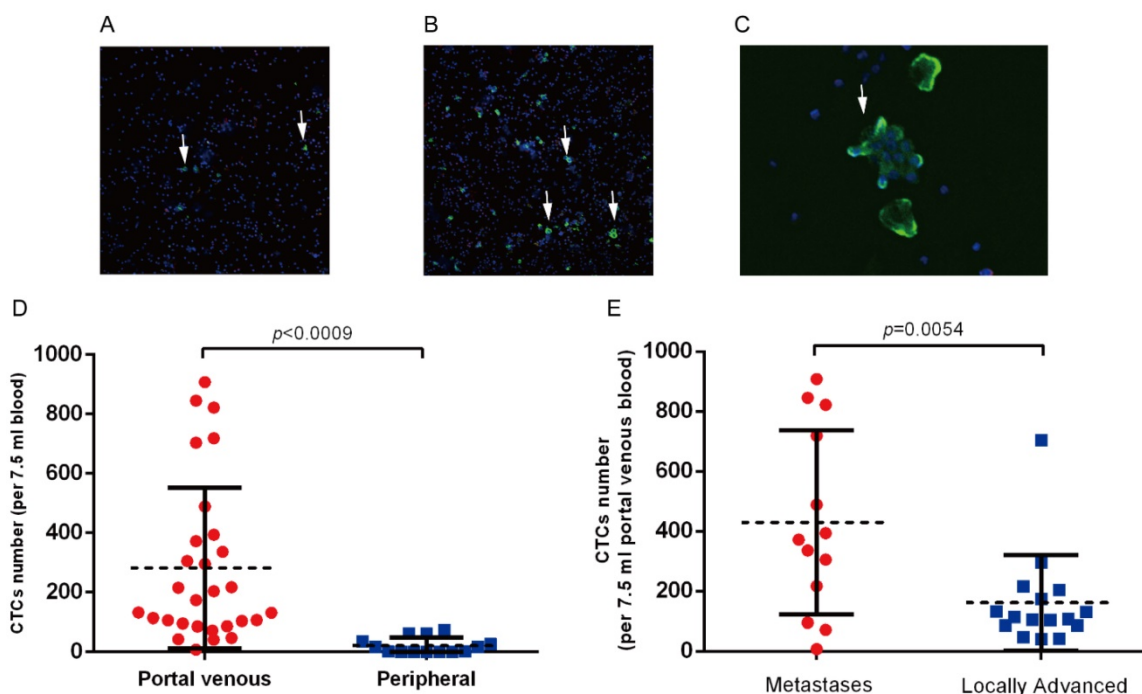 A
B
C
D
p<0.0009
CTCs number (per 7.5 ml blood)
1000
800
600
400
200
0
Portal venous
Peripheral
E
p=0.0054
CTCs number
(per 7.5 ml portal venous blood)
1000
800
600
400
200
0
Metastases
Locally Advanced